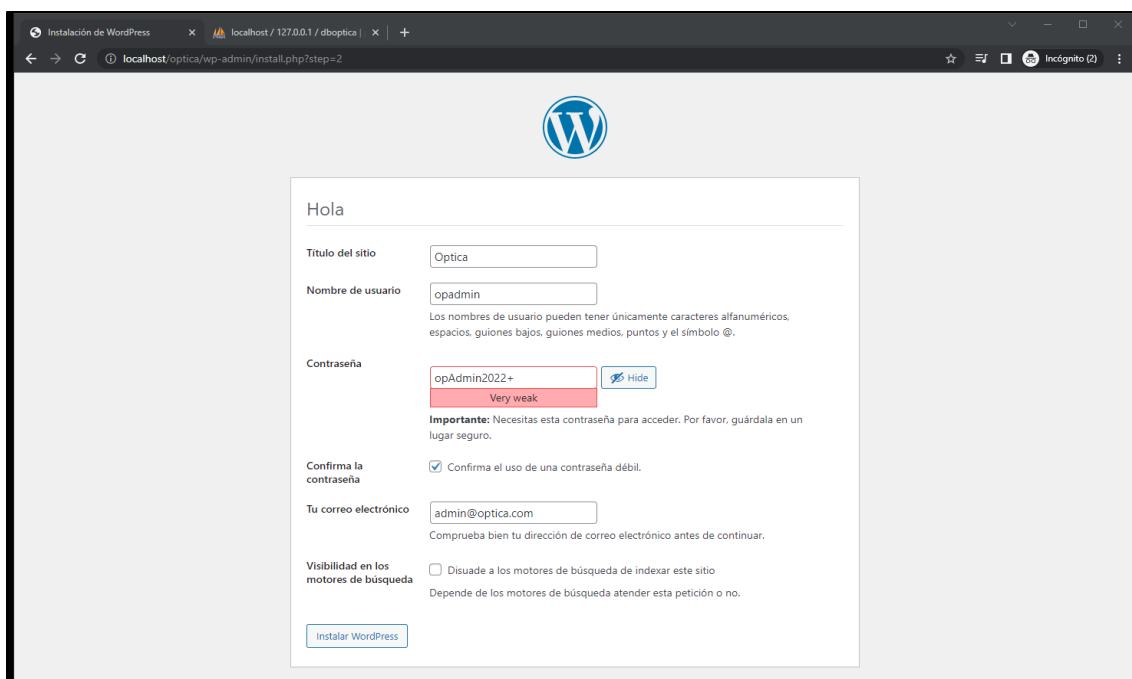 Instalación de WordPress
localhost / 127.0.0.1 / dboptica |
localhost/optica/wp-admin/install.php?step=2
Incógnito (2)
Hola
Título del sitio
Optica
Nombre de usuario
opadmin
Los nombres de usuario pueden tener únicamente caracteres alfanuméricos,
espacios, guiones bajos, guiones medios, puntos y el símbolo @.
Contraseña
opAdmin2022+
Hide
Very weak
Importante: Necesitas esta contraseña para acceder. Por favor, guárdala en un
lugar seguro.
Confirma la
contraseña
Confirma el uso de una contraseña débil.
Tu correo electrónico
admin@optica.com
Comprueba bien tu dirección de correo electrónico antes de continuar.
Visibilidad en los
motores de búsqueda
Disuade a los motores de búsqueda de indexar este sitio
Depende de los motores de búsqueda atender esta petición o no.
Instalar WordPress